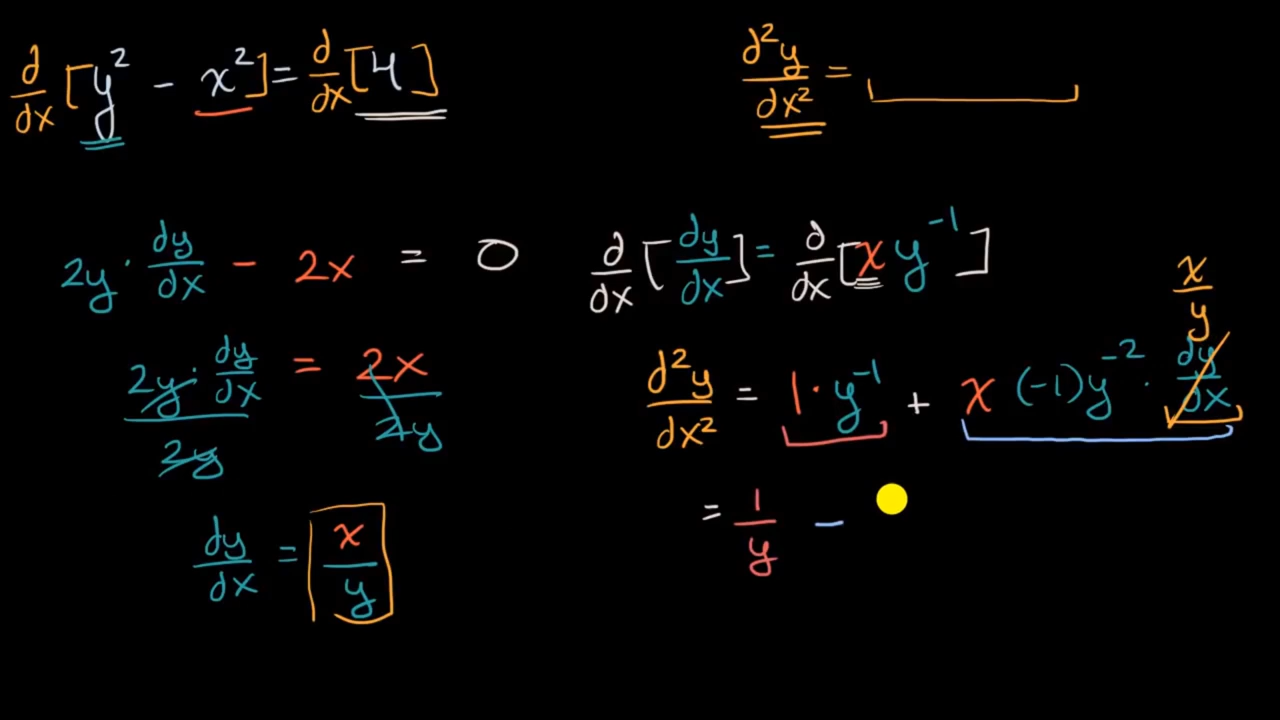 d/dx [y² − x²] = d/dx [4]
d²y/dx² =
2y · dy/dx − 2x = 0
2y · dy/dx / 2y = 2x / 2y
dy/dx = x/y
d/dx [dy/dx] = d/dx [x y⁻¹]
x/y
d²y/dx² = 1 · y⁻¹ + x (−1)y⁻² · dy/dx
= 1/y −